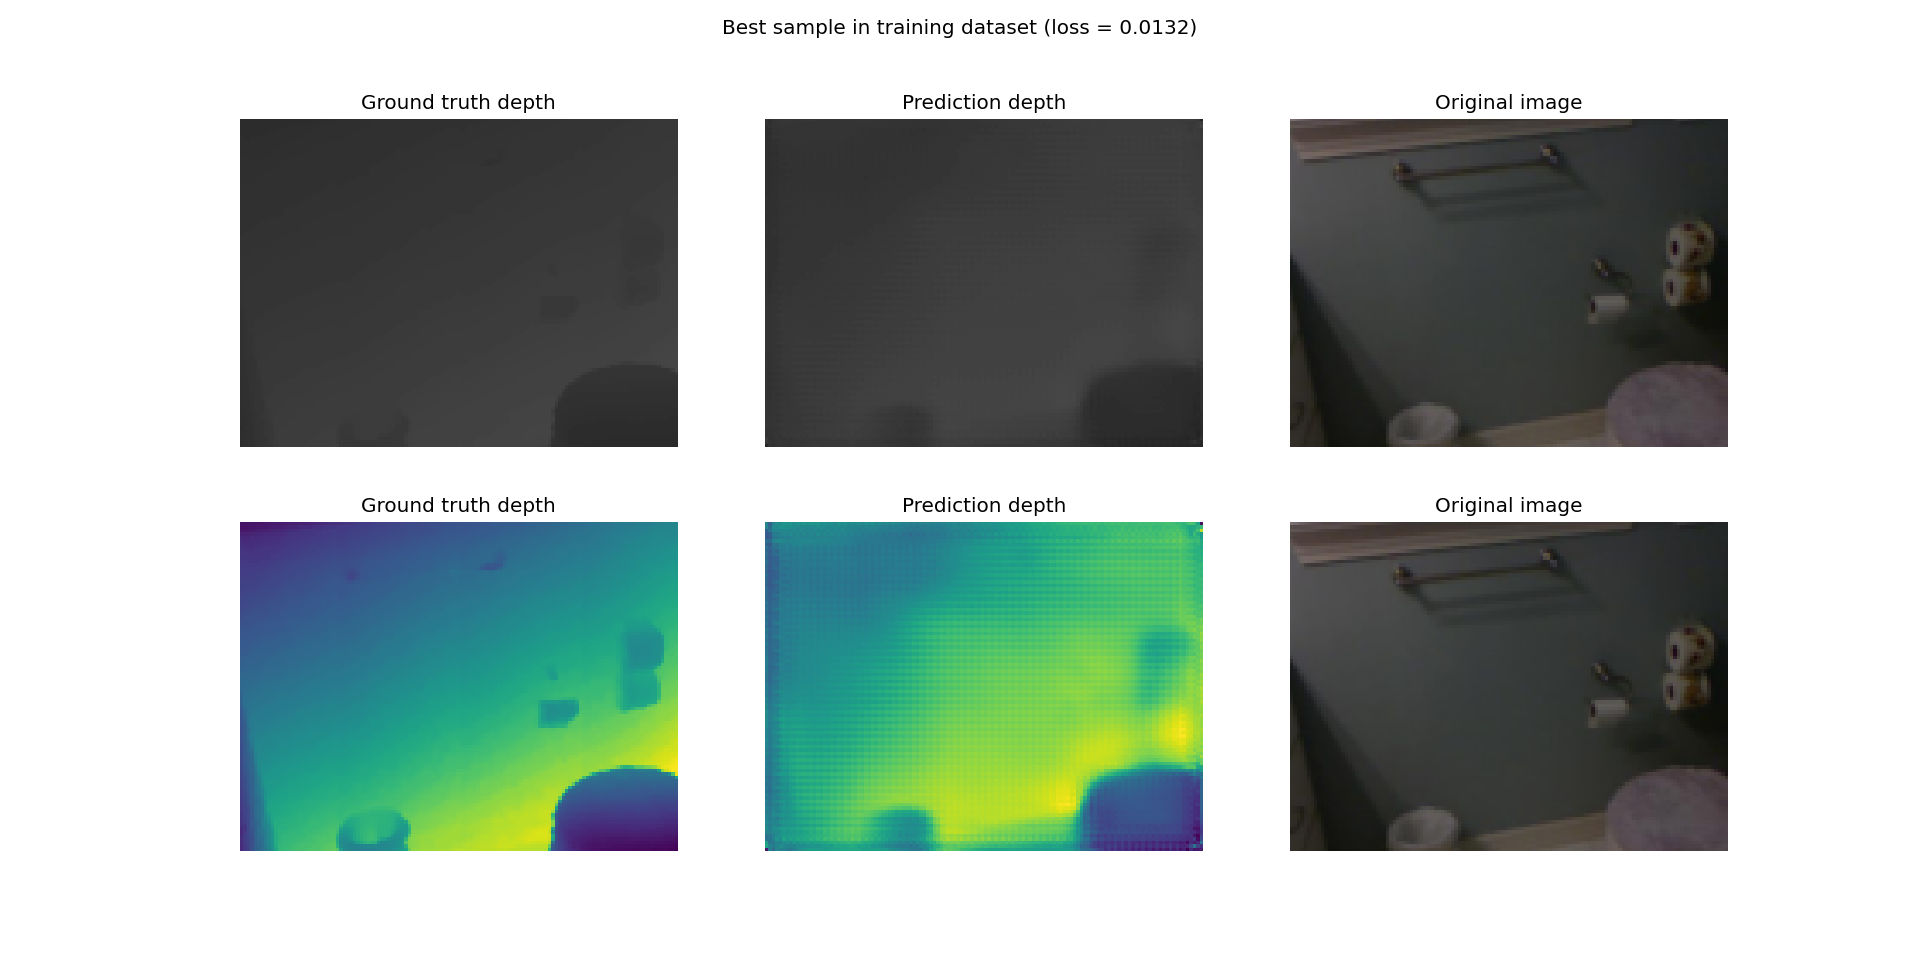 Best sample in training dataset (loss = 0.0132)
Ground truth depth
Prediction depth
Original image
Ground truth depth
Prediction depth
Original image